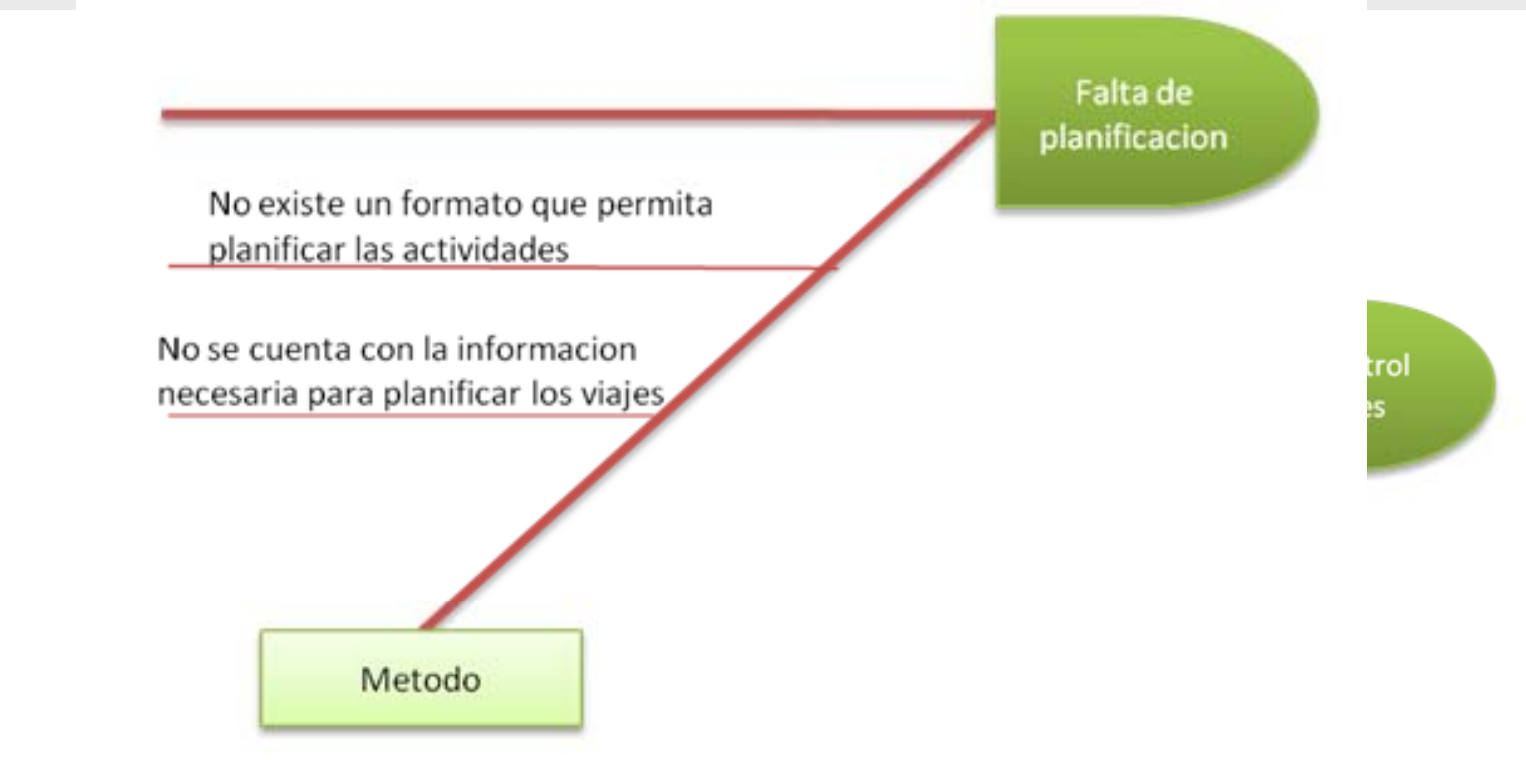 Falta de
planificacion
No existe un formato que permita
planificar las actividades
No se cuenta con la informacion
necesaria para planificar los viajes
Metodo